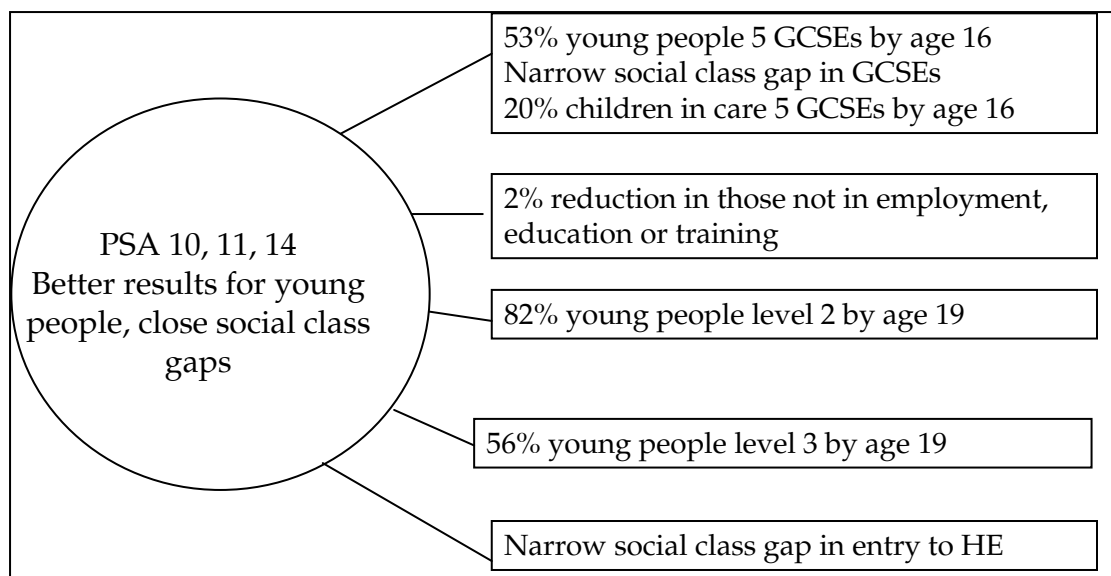 53% young people 5 GCSEs by age 16
Narrow social class gap in GCSEs
20% children in care 5 GCSEs by age 16
2% reduction in those not in employment,
education or training
PSA 10, 11, 14
Better results for young
people, close social class
gaps
82% young people level 2 by age 19
56% young people level 3 by age 19
Narrow social class gap in entry to HE